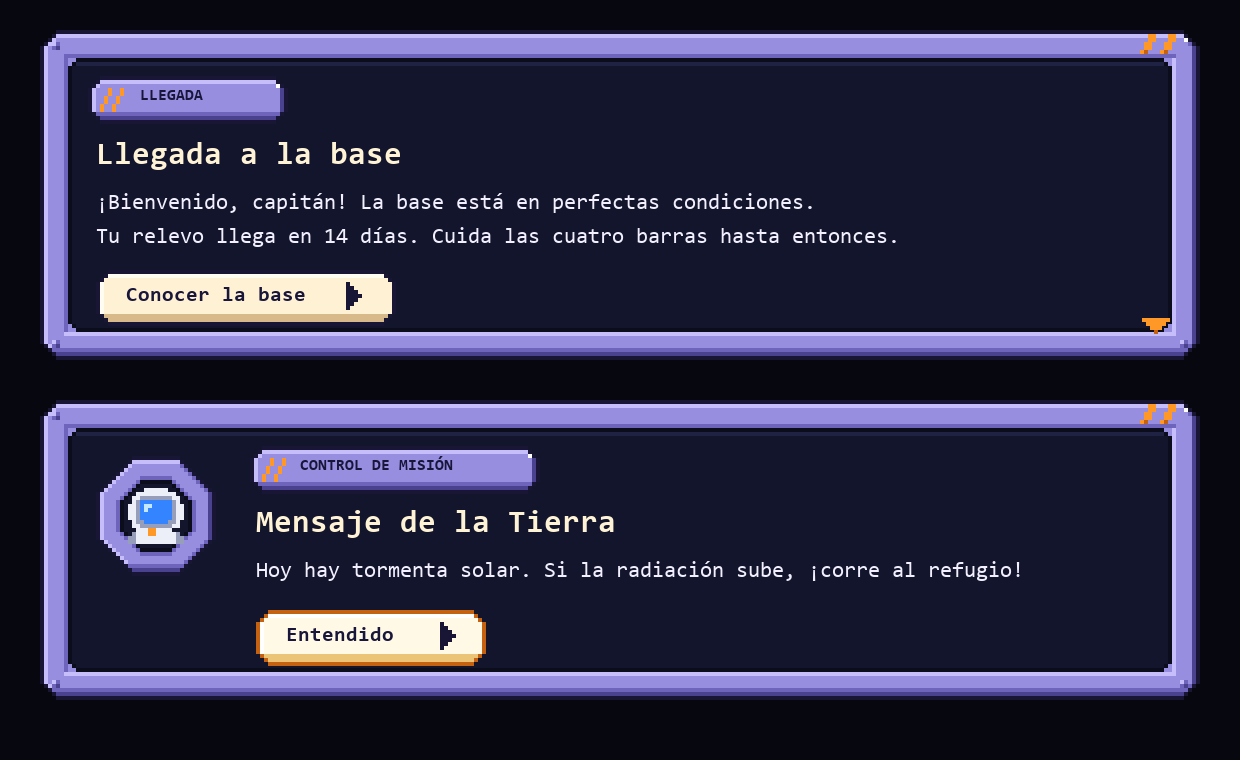 LLEGADA
Llegada a la base
¡Bienvenido, capitán! La base está en perfectas condiciones.
Tu relevo llega en 14 días. Cuida las cuatro barras hasta entonces.
Conocer la base
CONTROL DE MISIÓN
Mensaje de la Tierra
Hoy hay tormenta solar. Si la radiación sube, ¡corre al refugio!
Entendido